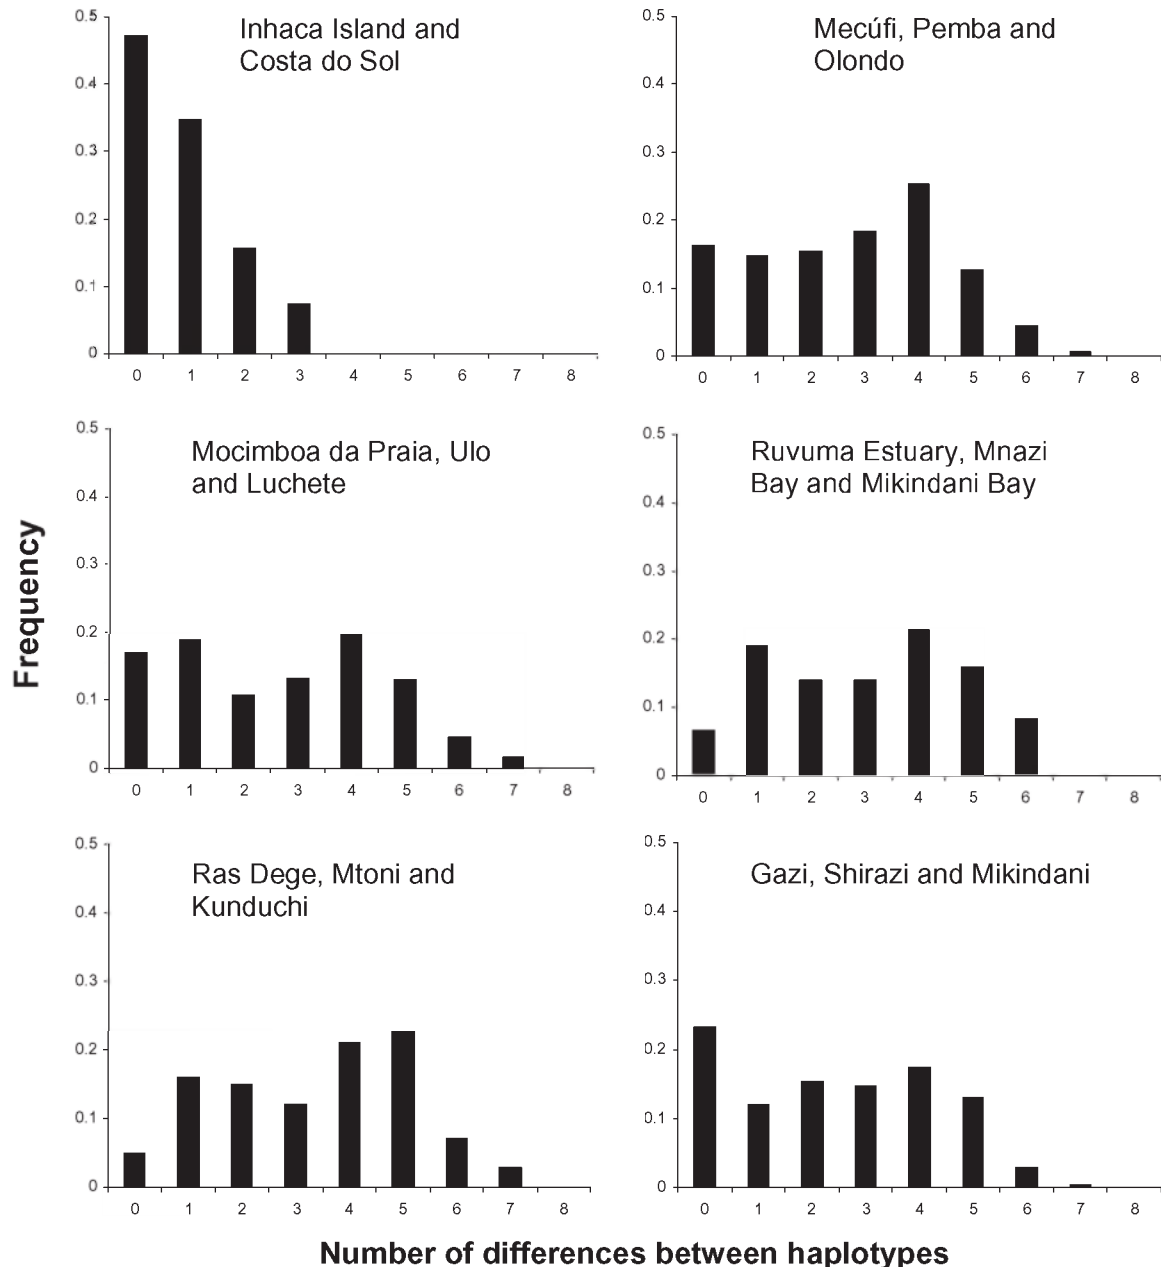 Inhaca Island and
Costa do Sol
0.5
0.4
0.3
0.2
0.1
0
0 1 2 3 4 5 6 7 8
Mecúfi, Pemba and
Olondo
0.5
0.4
0.3
0.2
0.1
0
0 1 2 3 4 5 6 7 8
Mocimboa da Praia, Ulo
and Luchete
0.5
0.4
0.3
0.2
0.1
0
0 1 2 3 4 5 6 7 8
Ruvuma Estuary, Mnazi
Bay and Mikindani Bay
0.5
0.4
0.3
0.2
0.1
0
0 1 2 3 4 5 6 7 8
Frequency
Ras Dege, Mtoni and
Kunduchi
0.5
0.4
0.3
0.2
0.1
0
0 1 2 3 4 5 6 7 8
Gazi, Shirazi and Mikindani
0.5
0.4
0.3
0.2
0.1
0
0 1 2 3 4 5 6 7 8
Number of differences between haplotypes